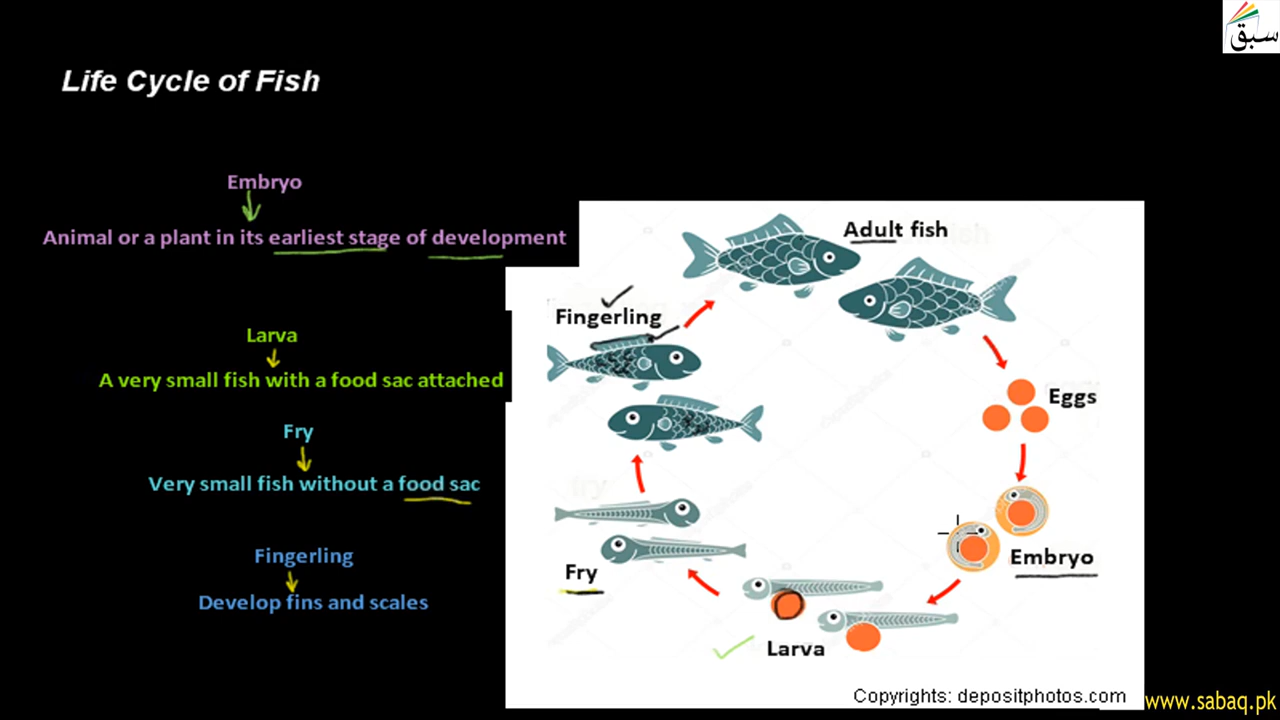 سبق
Life Cycle of Fish
Embryo
Animal or a plant in its earliest stage of development
Larva
A very small fish with a food sac attached
Fry
Very small fish without a food sac
Fingerling
Develop fins and scales
Adult fish
Fingerling
Eggs
Embryo
Fry
Larva
Copyrights: depositphotos.com
www.sabaq.pk